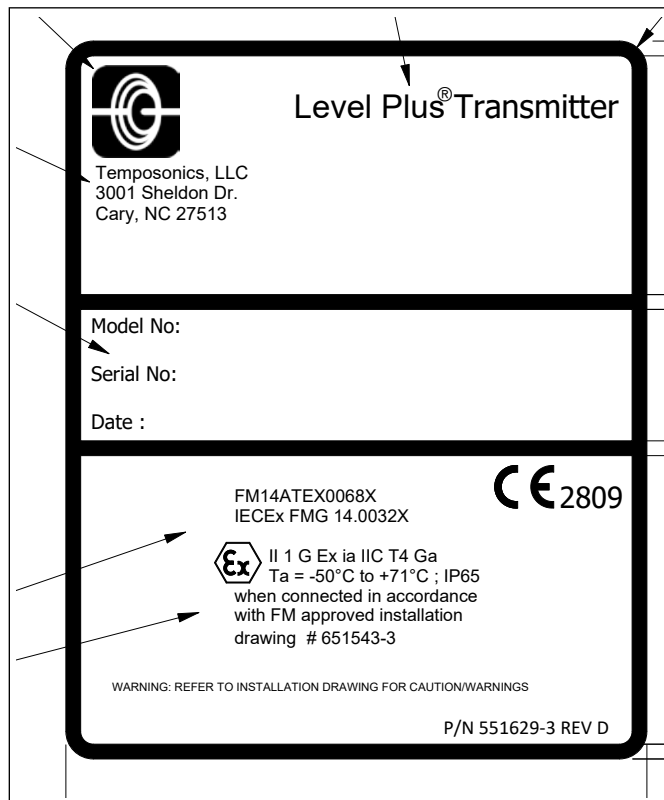 Level Plus® Transmitter
Temposonics, LLC
3001 Sheldon Dr.
Cary, NC 27513
Model No:
Serial No:
Date :
CE 2809
FM14ATEX0068X
IECEx FMG 14.0032X
Ex II 1 G Ex ia IIC T4 Ga
Ta = -50°C to +71°C ; IP65
when connected in accordance
with FM approved installation
drawing # 651543-3
WARNING: REFER TO INSTALLATION DRAWING FOR CAUTION/WARNINGS
P/N 551629-3 REV D